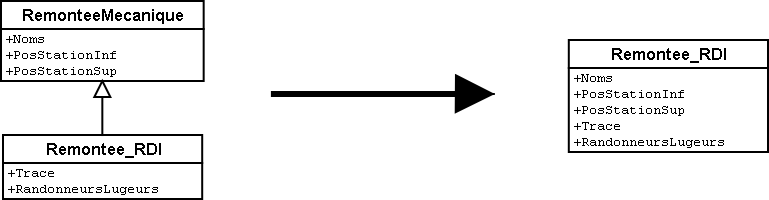 RemonteeMecanique
+Noms
+PosStationInf
+PosStationSup
Remontee_RDI
+Trace
+RandonneursLugeurs
Remontee_RDI
+Noms
+PosStationInf
+PosStationSup
+Trace
+RandonneursLugeurs